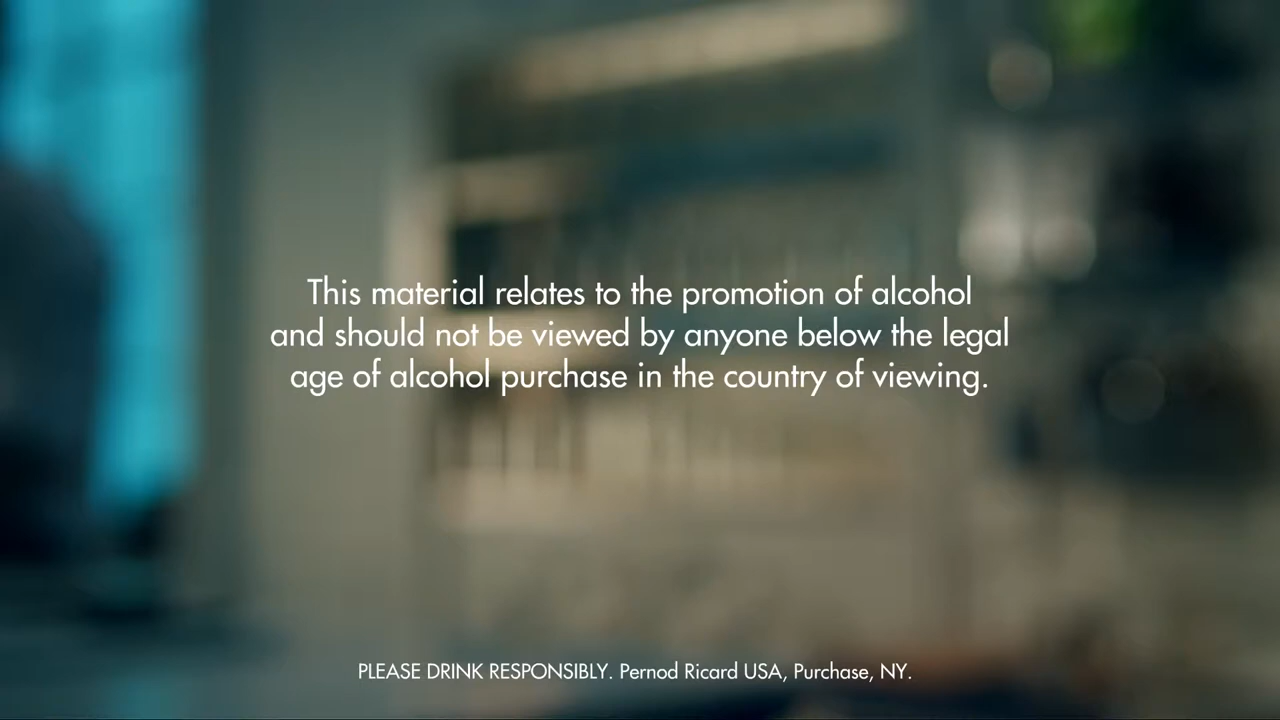 This material relates to the promotion of alcohol
and should not be viewed by anyone below the legal
age of alcohol purchase in the country of viewing.
PLEASE DRINK RESPONSIBLY. Pernod Ricard USA, Purchase, NY.